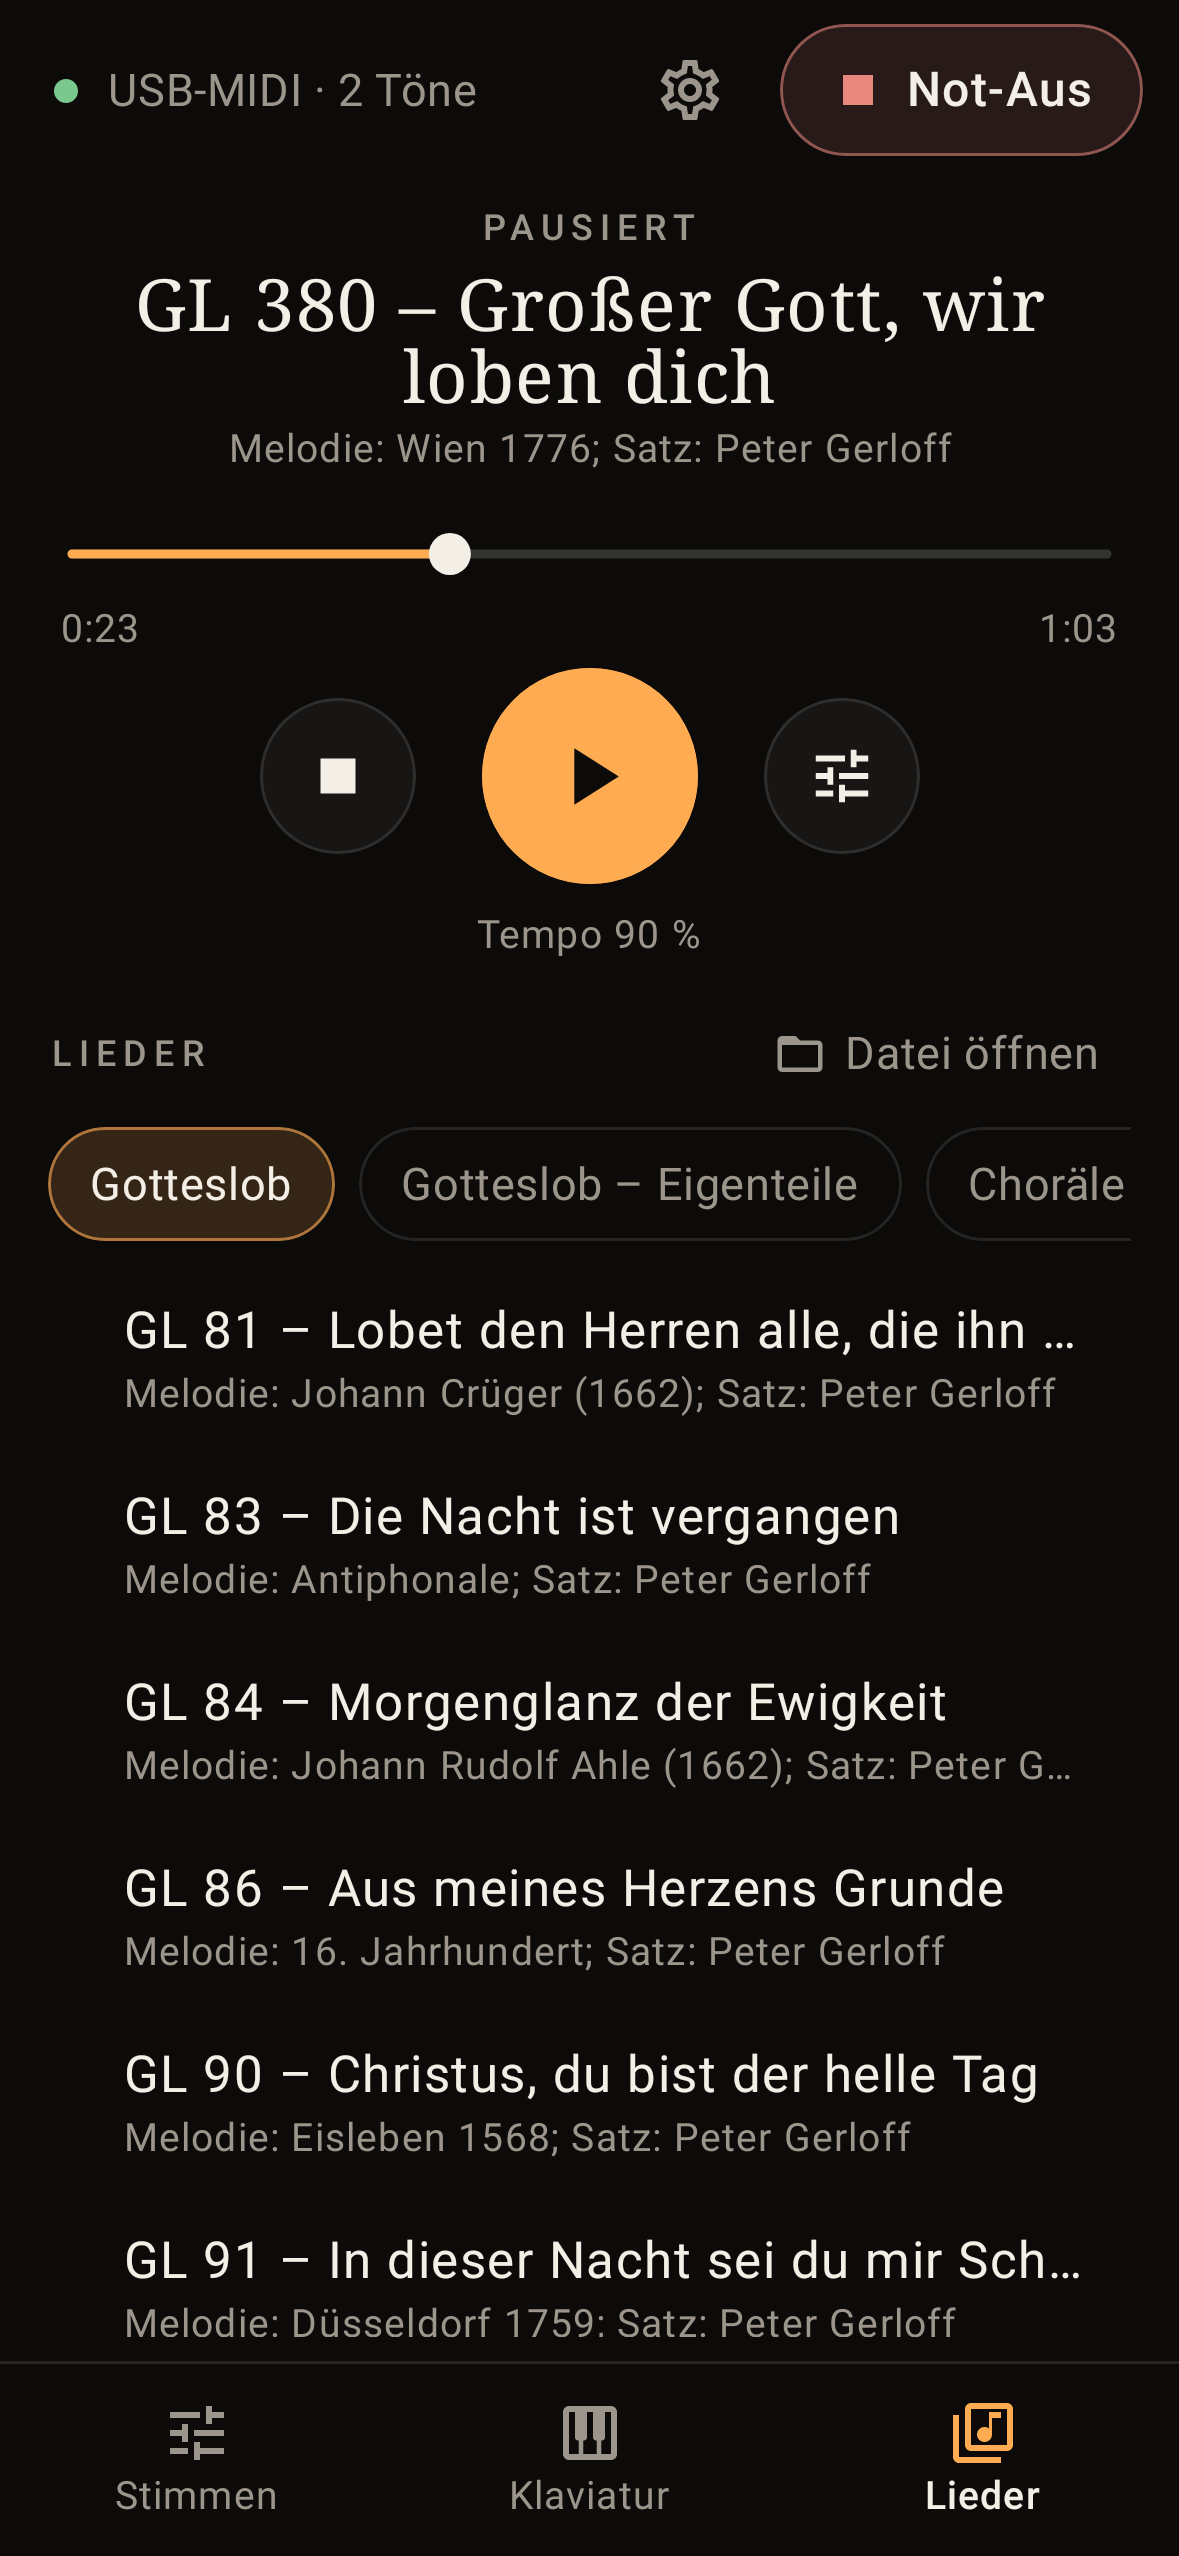 USB-MIDI · 2 Töne
Not-Aus
PAUSIERT
GL 380 – Großer Gott, wir
loben dich
Melodie: Wien 1776; Satz: Peter Gerloff
0:23
1:03
Tempo 90 %
LIEDER
Datei öffnen
Gotteslob
Gotteslob – Eigenteile
Choräle
GL 81 – Lobet den Herren alle, die ihn …
Melodie: Johann Crüger (1662); Satz: Peter Gerloff
GL 83 – Die Nacht ist vergangen
Melodie: Antiphonale; Satz: Peter Gerloff
GL 84 – Morgenglanz der Ewigkeit
Melodie: Johann Rudolf Ahle (1662); Satz: Peter G…
GL 86 – Aus meines Herzens Grunde
Melodie: 16. Jahrhundert; Satz: Peter Gerloff
GL 90 – Christus, du bist der helle Tag
Melodie: Eisleben 1568; Satz: Peter Gerloff
GL 91 – In dieser Nacht sei du mir Sch…
Melodie: Düsseldorf 1759; Satz: Peter Gerloff
Stimmen
Klaviatur
Lieder